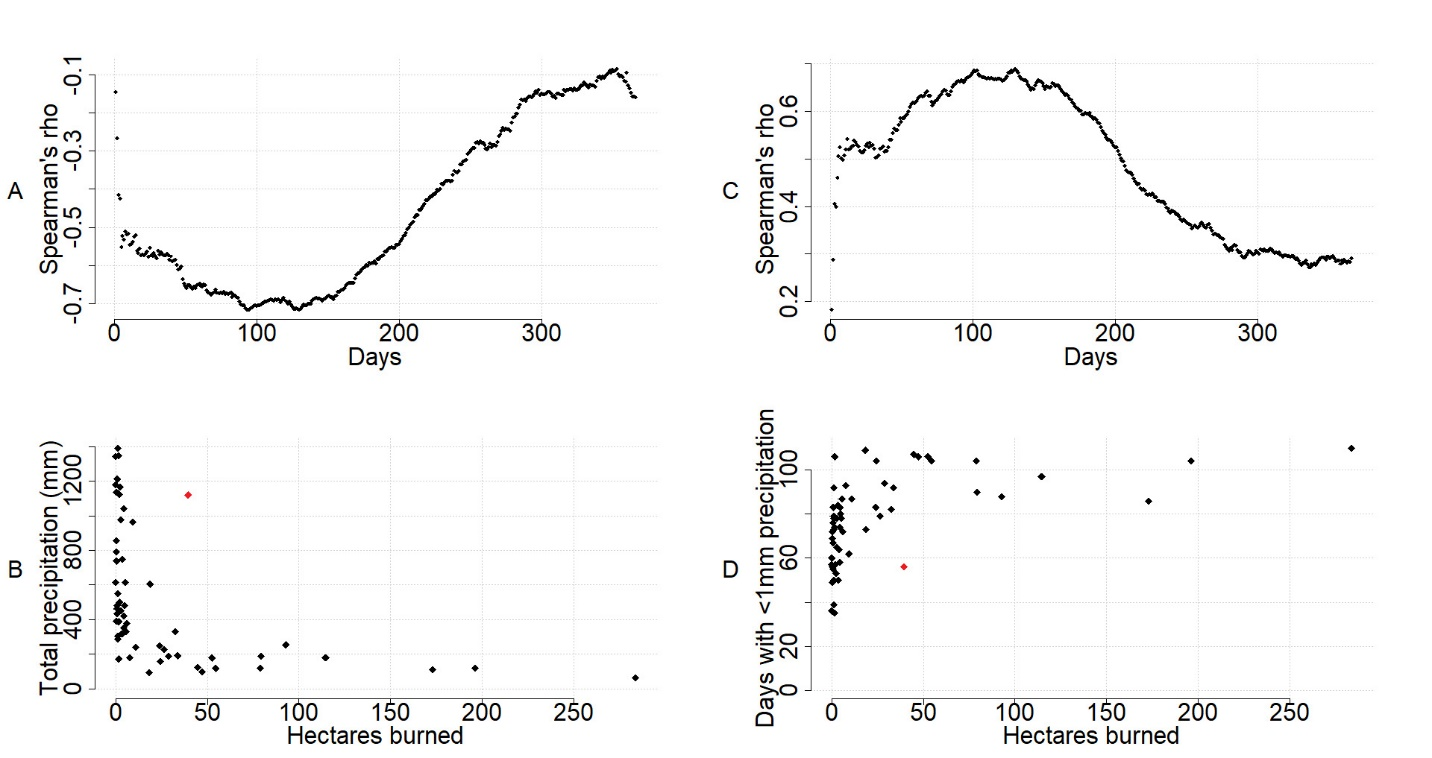 A
Spearman's rho
-0.1
-0.3
-0.5
-0.7
0 100 200 300
Days
C
Spearman's rho
0.6
0.4
0.2
0 100 200 300
Days
B
Total precipitation (mm)
1200
800
400
0
0 50 100 150 200 250
Hectares burned
D
Days with <1mm precipitation
100
60
20
0
0 50 100 150 200 250
Hectares burned